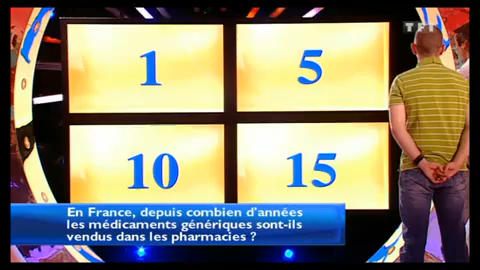 TF1
1 5
10 15
En France, depuis combien d'années
les médicaments génériques sont-ils
vendus dans les pharmacies ?